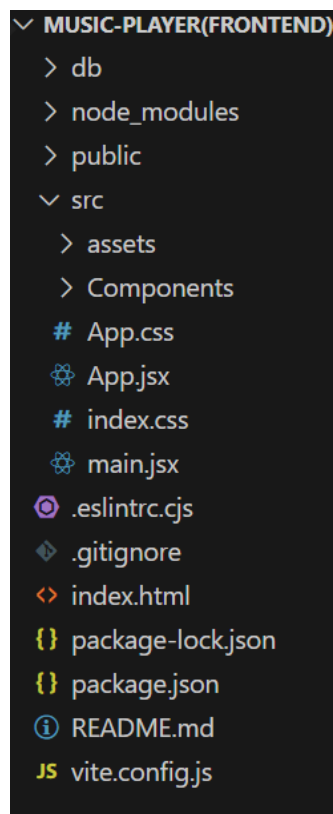 MUSIC-PLAYER(FRONTEND)
db
node_modules
public
src
assets
Components
# App.css
App.jsx
# index.css
main.jsx
.eslintrc.cjs
.gitignore
<> index.html
{} package-lock.json
{} package.json
README.md
JS vite.config.js